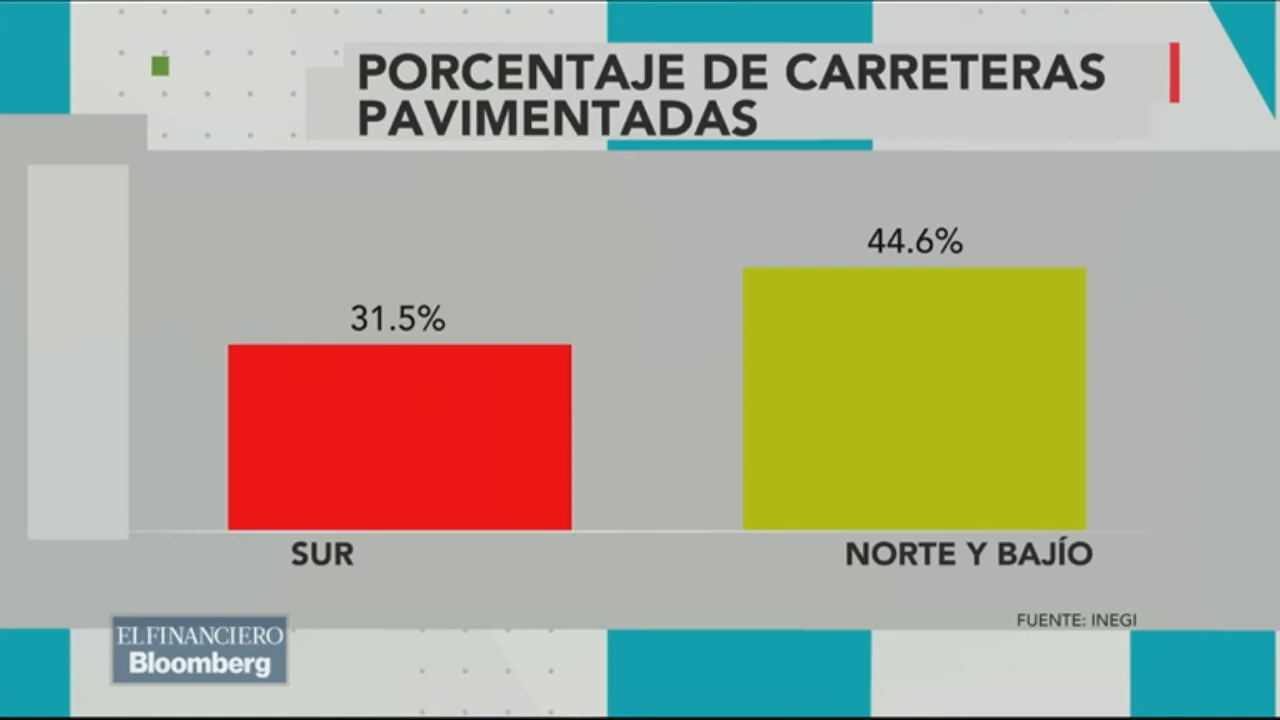 PORCENTAJE DE CARRETERAS
PAVIMENTADAS
31.5%
44.6%
SUR
NORTE Y BAJÍO
FUENTE: INEGI
EL FINANCIERO
Bloomberg